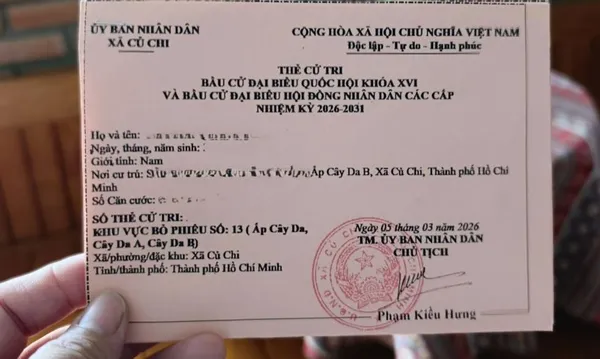 ỦY BAN NHÂN DÂN
XÃ CỦ CHI
CỘNG HÒA XÃ HỘI CHỦ NGHĨA VIỆT NAM
Độc lập - Tự do - Hạnh phúc
THẺ CỬ TRI
BẦU CỬ ĐẠI BIỂU QUỐC HỘI KHÓA XVI
VÀ BẦU CỬ ĐẠI BIỂU HỘI ĐỒNG NHÂN DÂN CÁC CẤP
NHIỆM KỲ 2026-2031
Họ và tên:
Ngày, tháng, năm sinh:
Giới tính: Nam
Nơi cư trú: Ấp Cây Da B, Xã Củ Chi, Thành phố Hồ Chí
Minh
Số Căn cước:
SỐ THẺ CỬ TRI:
KHU VỰC BỎ PHIẾU SỐ: 13 ( Ấp Cây Da,
Cây Da A, Cây Da B)
Xã/phường/đặc khu: Xã Củ Chi
Tỉnh/thành phố: Thành phố Hồ Chí Minh
Ngày 05 tháng 03 năm 2026
TM. ỦY BAN NHÂN DÂN
CHỦ TỊCH
Phạm Kiều Hưng